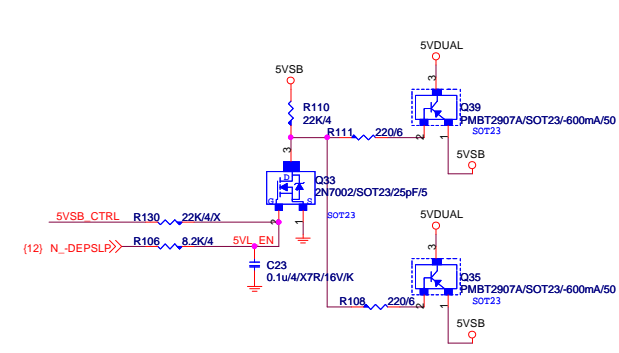 5VDUAL
3
5VSB
R110
22K/4
Q39
PMBT2907A/SOT23/-600mA/50
SOT23
R111
220/6
2
1
5VSB
3
D
Q33
2N7002/SOT23/25pF/5
G
S
SOT23
2
1
5VSB_CTRL
R130
22K/4/X
{12} N_-DEPSLP
R106
8.2K/4
5VL_EN
C23
0.1u/4/X7R/16V/K
5VDUAL
3
Q35
PMBT2907A/SOT23/-600mA/50
SOT23
R108
220/6
2
1
5VSB